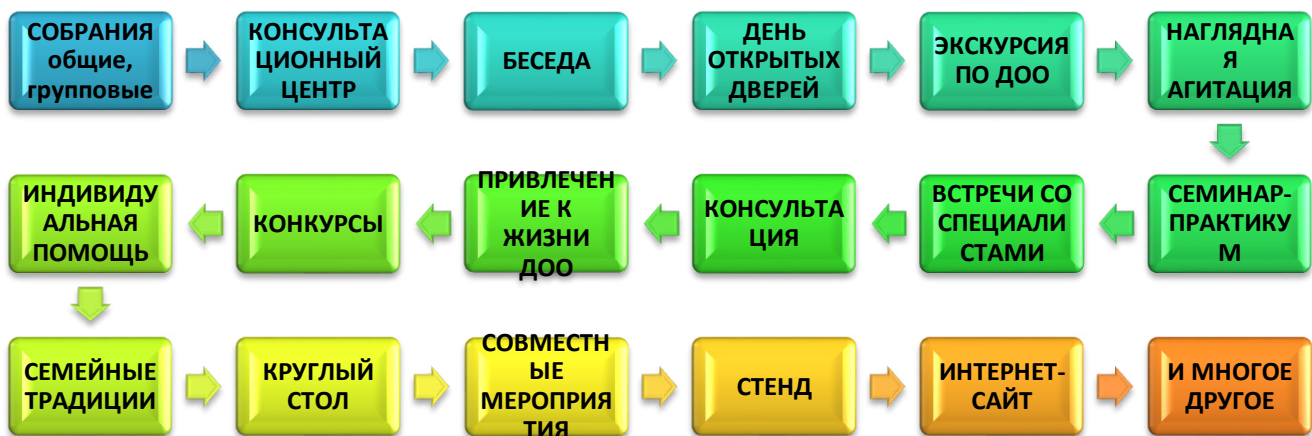 СОБРАНИЯ
общие,
групповые
КОНСУЛЬТА
ЦИОННЫЙ
ЦЕНТР
БЕСЕДА
ДЕНЬ
ОТКРЫТЫХ
ДВЕРЕЙ
ЭКСКУРСИЯ
ПО ДОО
НАГЛЯДНА
Я
АГИТАЦИЯ
СЕМИНАР-
ПРАКТИКУ
М
ВСТРЕЧИ СО
СПЕЦИАЛИ
СТАМИ
КОНСУЛЬТА
ЦИЯ
ПРИВЛЕЧЕН
ИЕ К
ЖИЗНИ
ДОО
КОНКУРСЫ
ИНДИВИДУ
АЛЬНАЯ
ПОМОЩЬ
СЕМЕЙНЫЕ
ТРАДИЦИИ
КРУГЛЫЙ
СТОЛ
СОВМЕСТН
ЫЕ
МЕРОПРИЯ
ТИЯ
СТЕНД
ИНТЕРНЕТ-
САЙТ
И МНОГОЕ
ДРУГОЕ